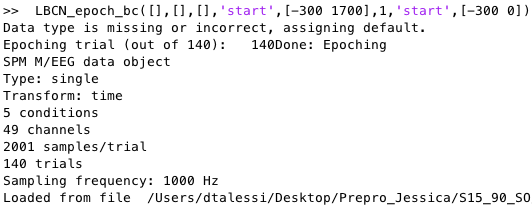 >>  LBCN_epoch_bc([],[],[],'start',[-300 1700],1,'start',[-300 0])
Data type is missing or incorrect, assigning default.
Epoching trial (out of 140):   140Done: Epoching
SPM M/EEG data object
Type: single
Transform: time
5 conditions
49 channels
2001 samples/trial
140 trials
Sampling frequency: 1000 Hz
Loaded from file  /Users/dtalessi/Desktop/Prepro_Jessica/S15_90_SO